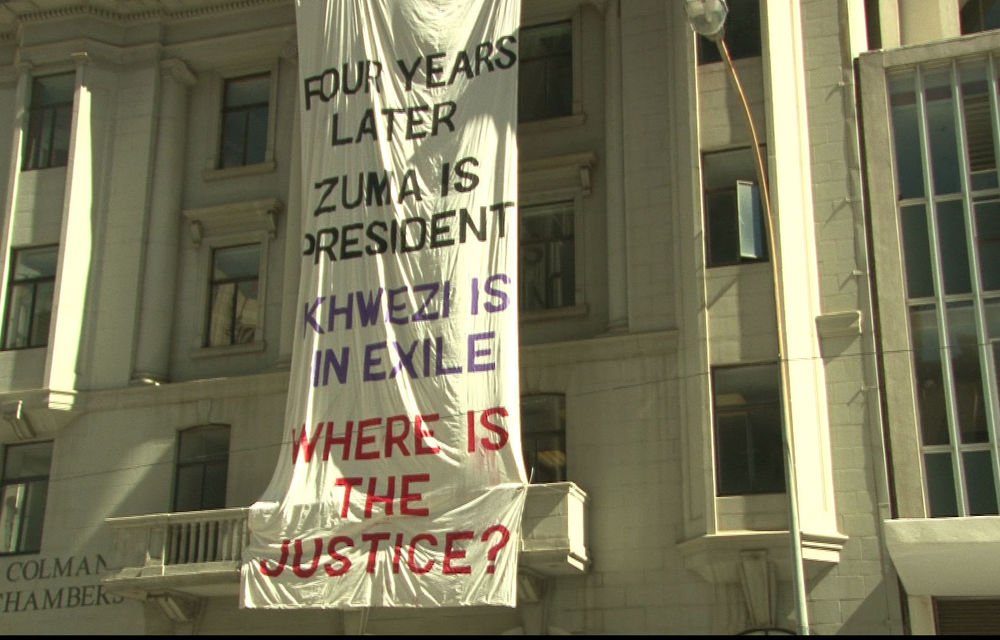 FOUR YEARS
LATER
ZUMA IS
PRESIDENT
KHWEZI IS
IN EXILE
WHERE IS
THE
JUSTICE?
COLMAN
CHAMBERS